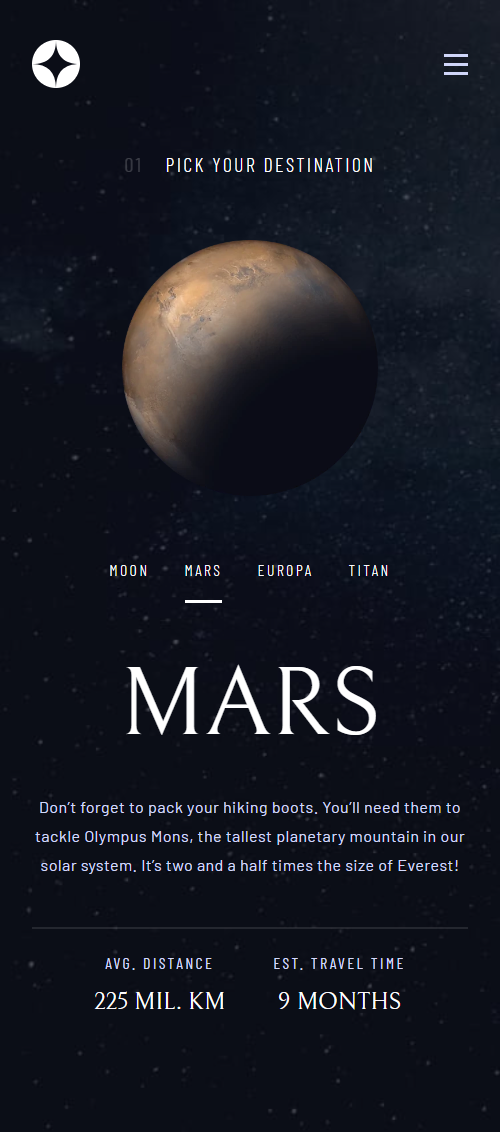 01 PICK YOUR DESTINATION
MOON MARS EUROPA TITAN
MARS
Don’t forget to pack your hiking boots. You’ll need them to
tackle Olympus Mons, the tallest planetary mountain in our
solar system. It’s two and a half times the size of Everest!
AVG. DISTANCE EST. TRAVEL TIME
225 MIL. KM 9 MONTHS